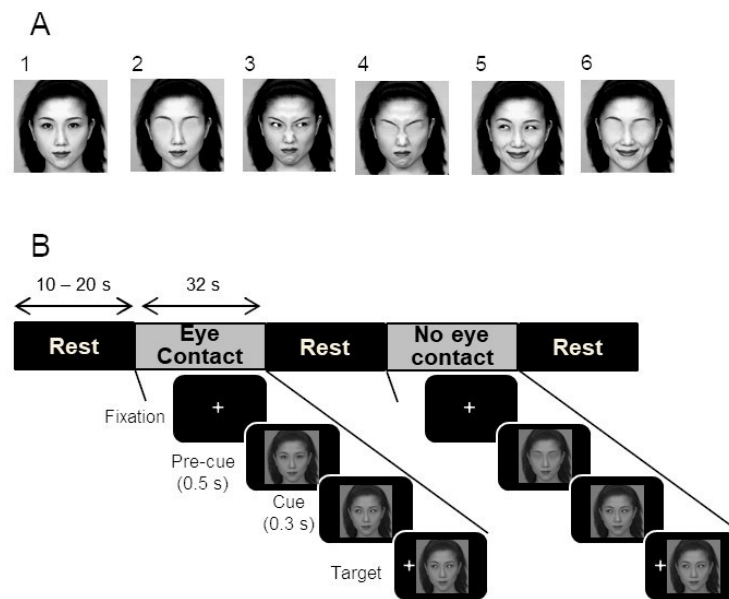 A
1 2 3 4 5 6
B
10 – 20 s 32 s
Rest Eye Contact Rest No eye contact Rest
Fixation
+ +
Pre-cue
(0.5 s)
Cue
(0.3 s)
Target + +